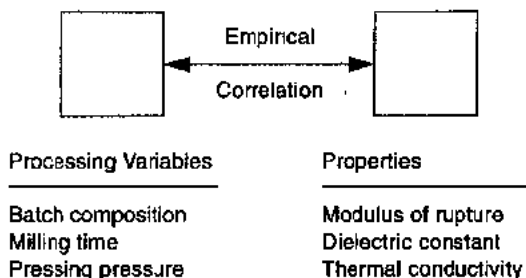 Empirical
Correlation
Processing Variables
Properties
Batch composition
Modulus of rupture
Milling time
Dielectric constant
Pressing pressure
Thermal conductivity